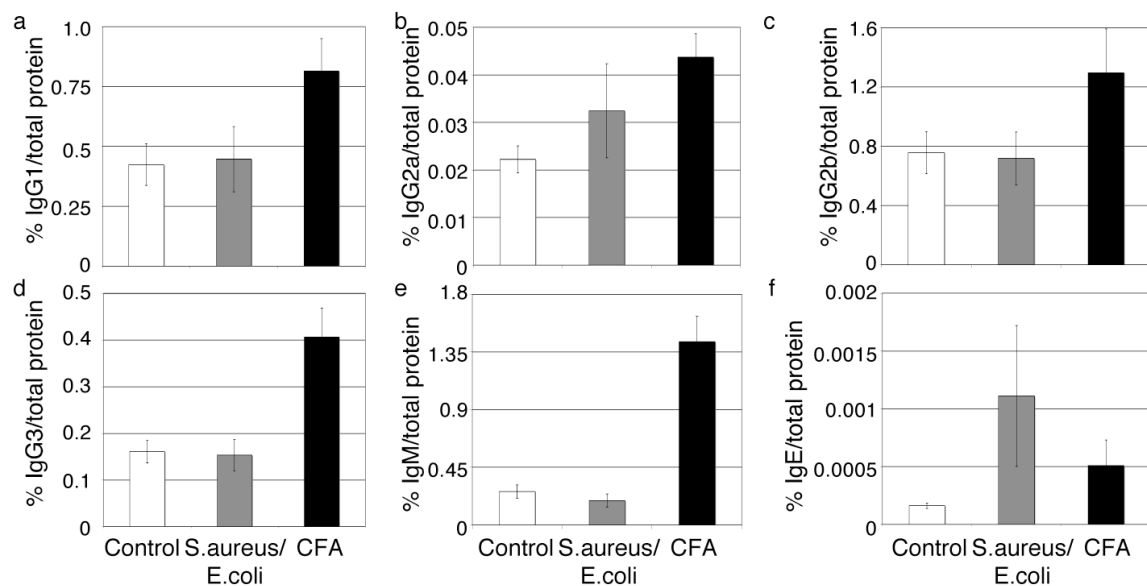 a
% IgG1/total protein
1.0
0.75
0.5
0.25
0
b
% IgG2a/total protein
0.05
0.04
0.03
0.02
0.01
0
c
% IgG2b/total protein
1.6
1.2
0.8
0.4
0
d
% IgG3/total protein
0.5
0.4
0.3
0.2
0.1
0
Control S.aureus/ CFA
E.coli
e
% IgM/total protein
1.8
1.35
0.9
0.45
0
Control S.aureus/ CFA
E.coli
f
% IgE/total protein
0.002
0.0015
0.001
0.0005
0
Control S.aureus/ CFA
E.coli